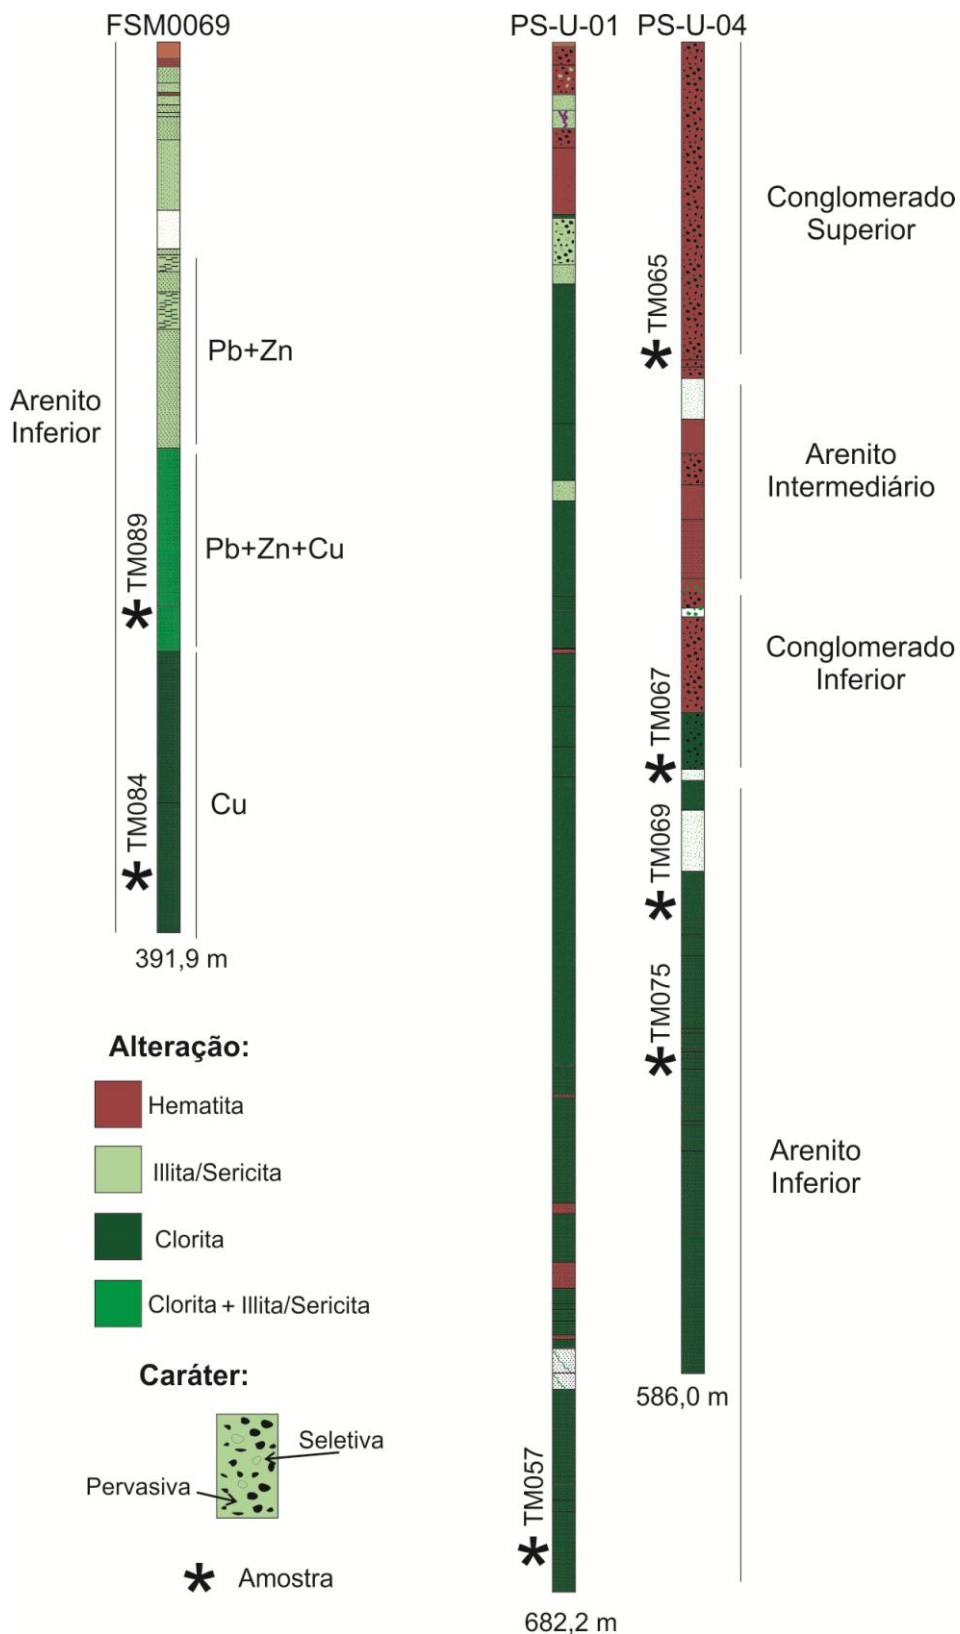 FSM0069
PS-U-01
PS-U-04
Conglomerado
Superior
TM065
Pb+Zn
Arenito
Inferior
Arenito
Intermediário
TM089
Pb+Zn+Cu
Conglomerado
Inferior
TM067
TM084
Cu
TM069
391,9 m
TM075
Alteração:
Hematita
Illita/Sericita
Clorita
Clorita + Illita/Sericita
Arenito
Inferior
Caráter:
586,0 m
Seletiva
Pervasiva
TM057
Amostra
682,2 m